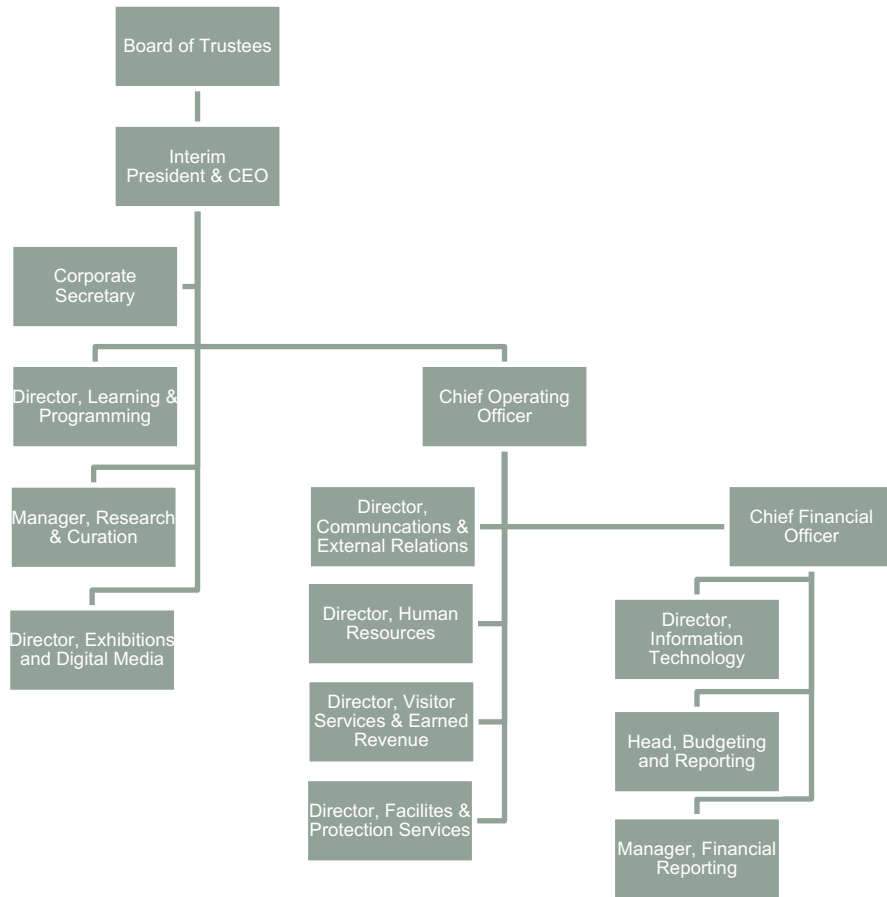 Board of Trustees
Interim
President & CEO
Corporate
Secretary
Director, Learning &
Programming
Chief Operating
Officer
Manager, Research
& Curation
Director,
Communcations &
External Relations
Chief Financial
Officer
Director, Exhibitions
and Digital Media
Director, Human
Resources
Director,
Information
Technology
Director, Visitor
Services & Earned
Revenue
Head, Budgeting
and Reporting
Director, Facilites &
Protection Services
Manager, Financial
Reporting